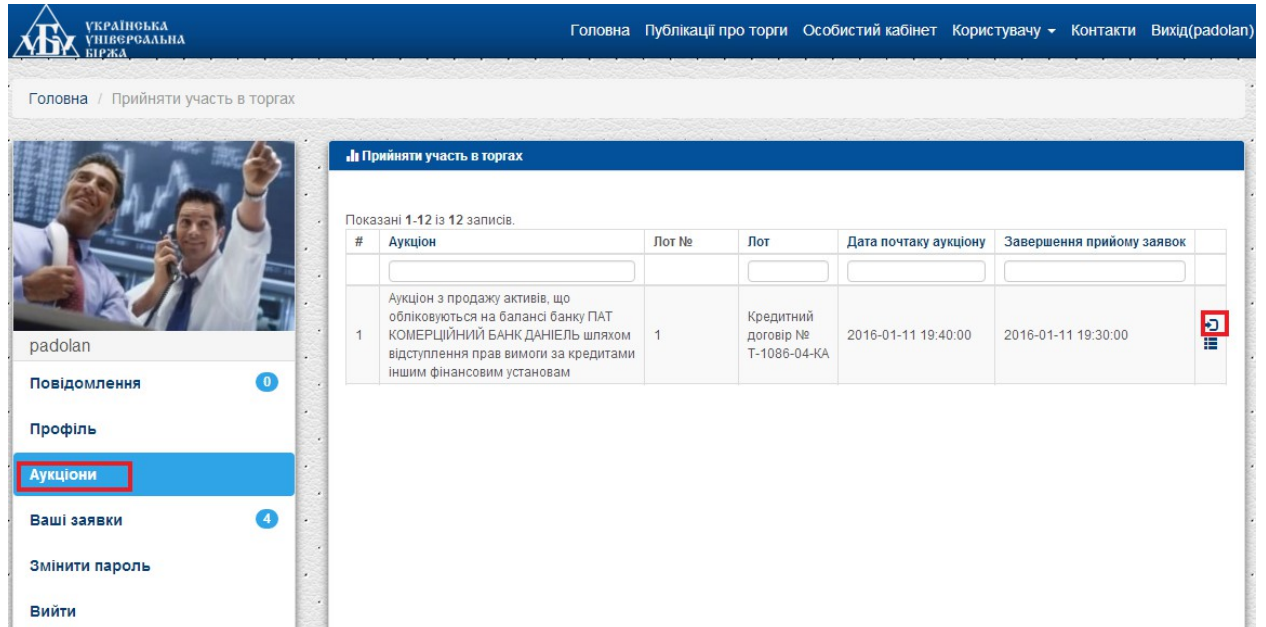 УКРАЇНСЬКА
УНІВЕРСАЛЬНА
БІРЖА
УБУ
Головна Публікації про торги Особистий кабінет Користувачу Контакти Вихід(padolan)
Головна / Прийняти участь в торгах
Прийняти участь в торгах
Показані 1-12 із 12 записів.
# Аукціон Лот № Лот Дата почтаку аукціону Завершення прийому заявок
1 Аукціон з продажу активів, що обліковуються на балансі банку ПАТ КОМЕРЦІЙНИЙ БАНК ДАНІЕЛЬ шляхом відступлення прав вимоги за кредитами іншим фінансовим установам 1 Кредитний договір № Т-1086-04-КА 2016-01-11 19:40:00 2016-01-11 19:30:00
padolan
Повідомлення 0
Профіль
Аукціони
Ваші заявки 4
Змінити пароль
Вийти